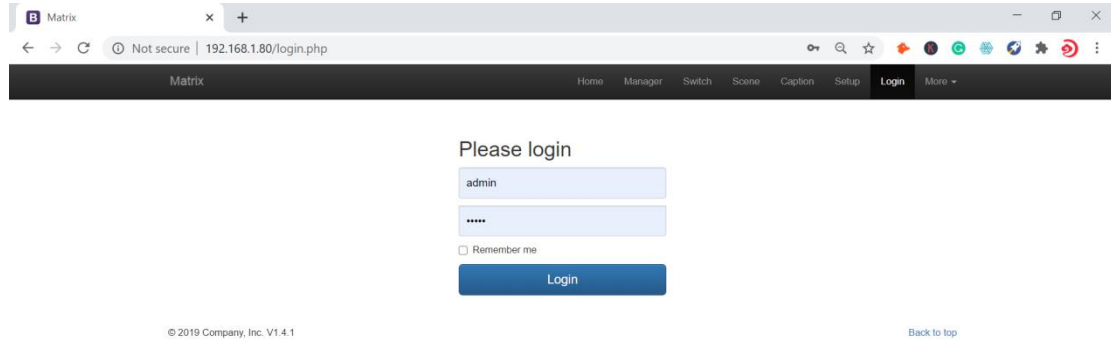 B Matrix
Not secure | 192.168.1.80/login.php
Matrix Home Manager Switch Scene Caption Setup Login More
Please login
admin
•••••
Remember me
Login
© 2019 Company, Inc. V1.4.1 Back to top